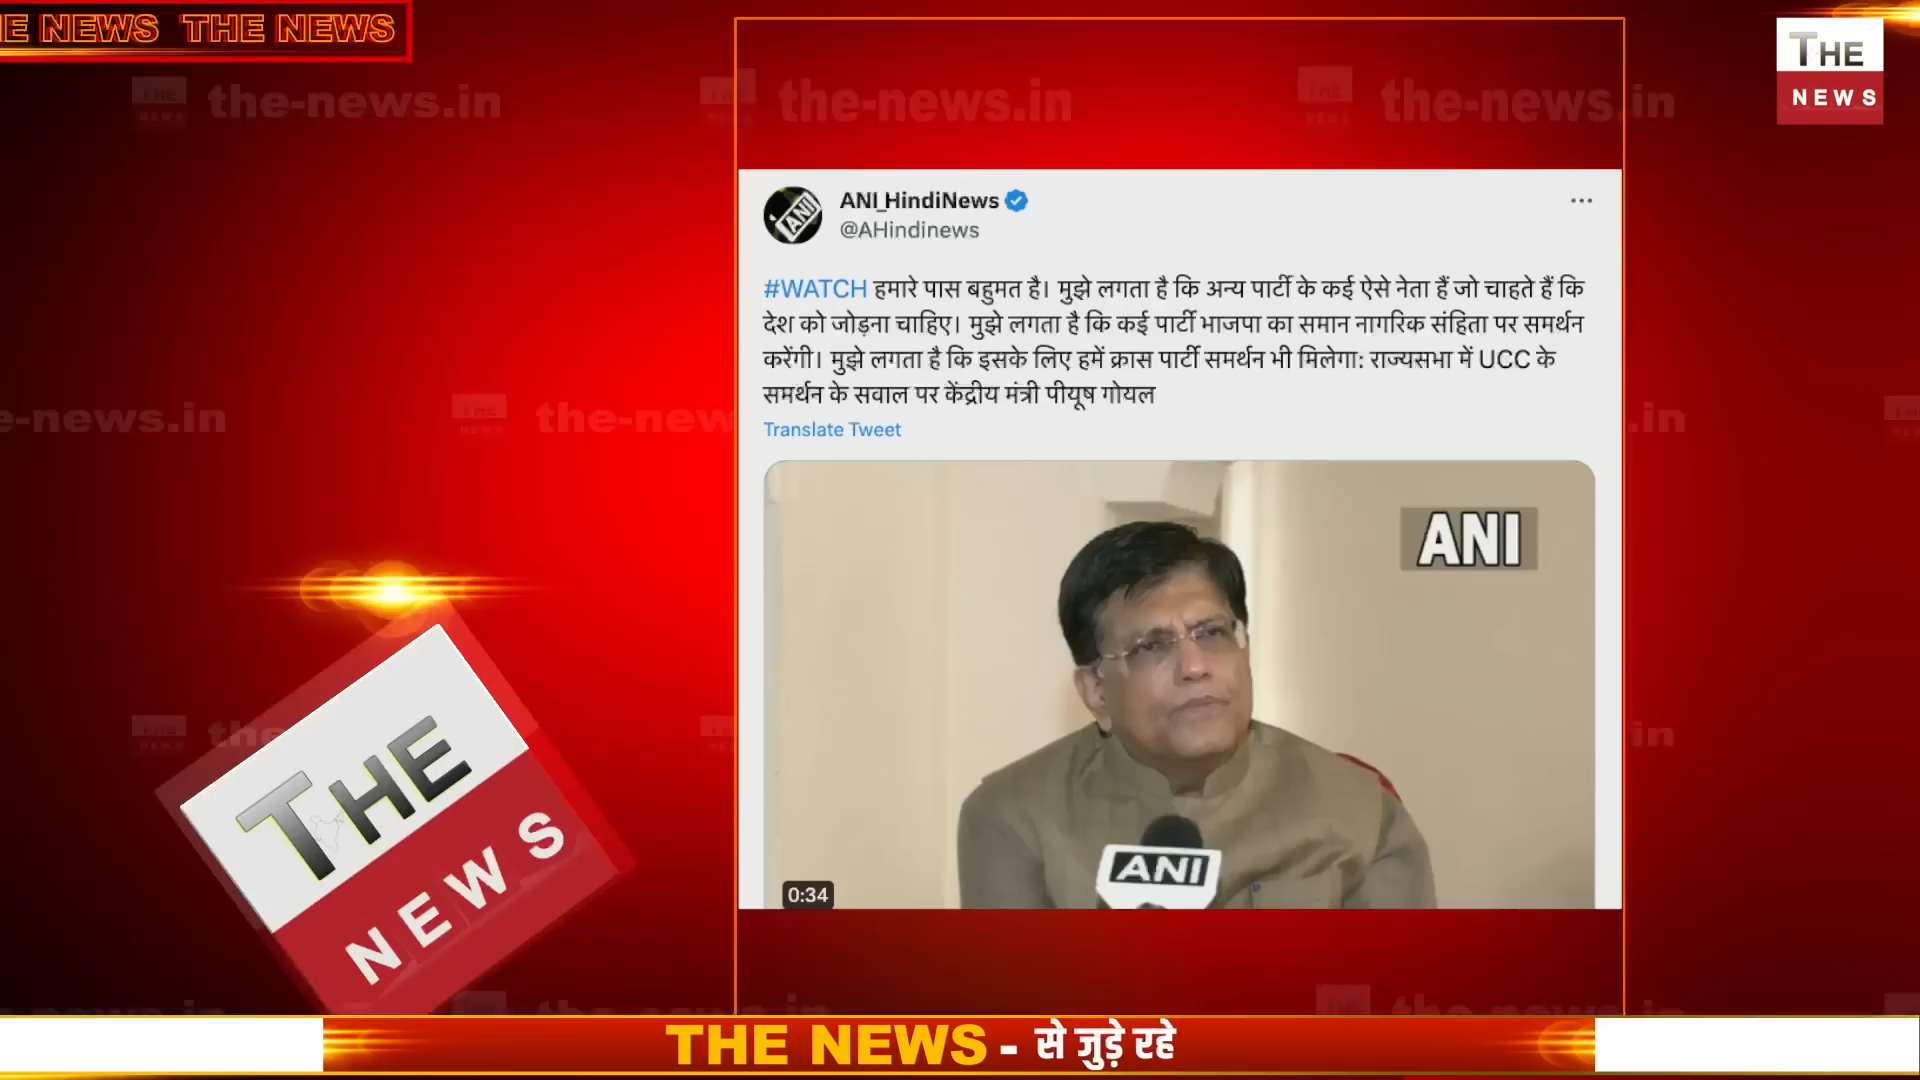 THE NEWS THE NEWS
THE
NEWS
the-news.in the-news.in the-news.in
ANI_HindiNews
@AHindinews
#WATCH हमारे पास बहुमत है। मुझे लगता है कि अन्य पार्टी के कई ऐसे नेता हैं जो चाहते हैं कि
देश को जोड़ना चाहिए। मुझे लगता है कि कई पार्टी भाजपा का समान नागरिक संहिता पर समर्थन
करेंगी। मुझे लगता है कि इसके लिए हमें क्रास पार्टी समर्थन भी मिलेगा: राज्यसभा में UCC के
समर्थन के सवाल पर केंद्रीय मंत्री पीयूष गोयल
Translate Tweet
ANI
ANI
0:34
THE
NEWS
THE NEWS - से जुड़े रहे